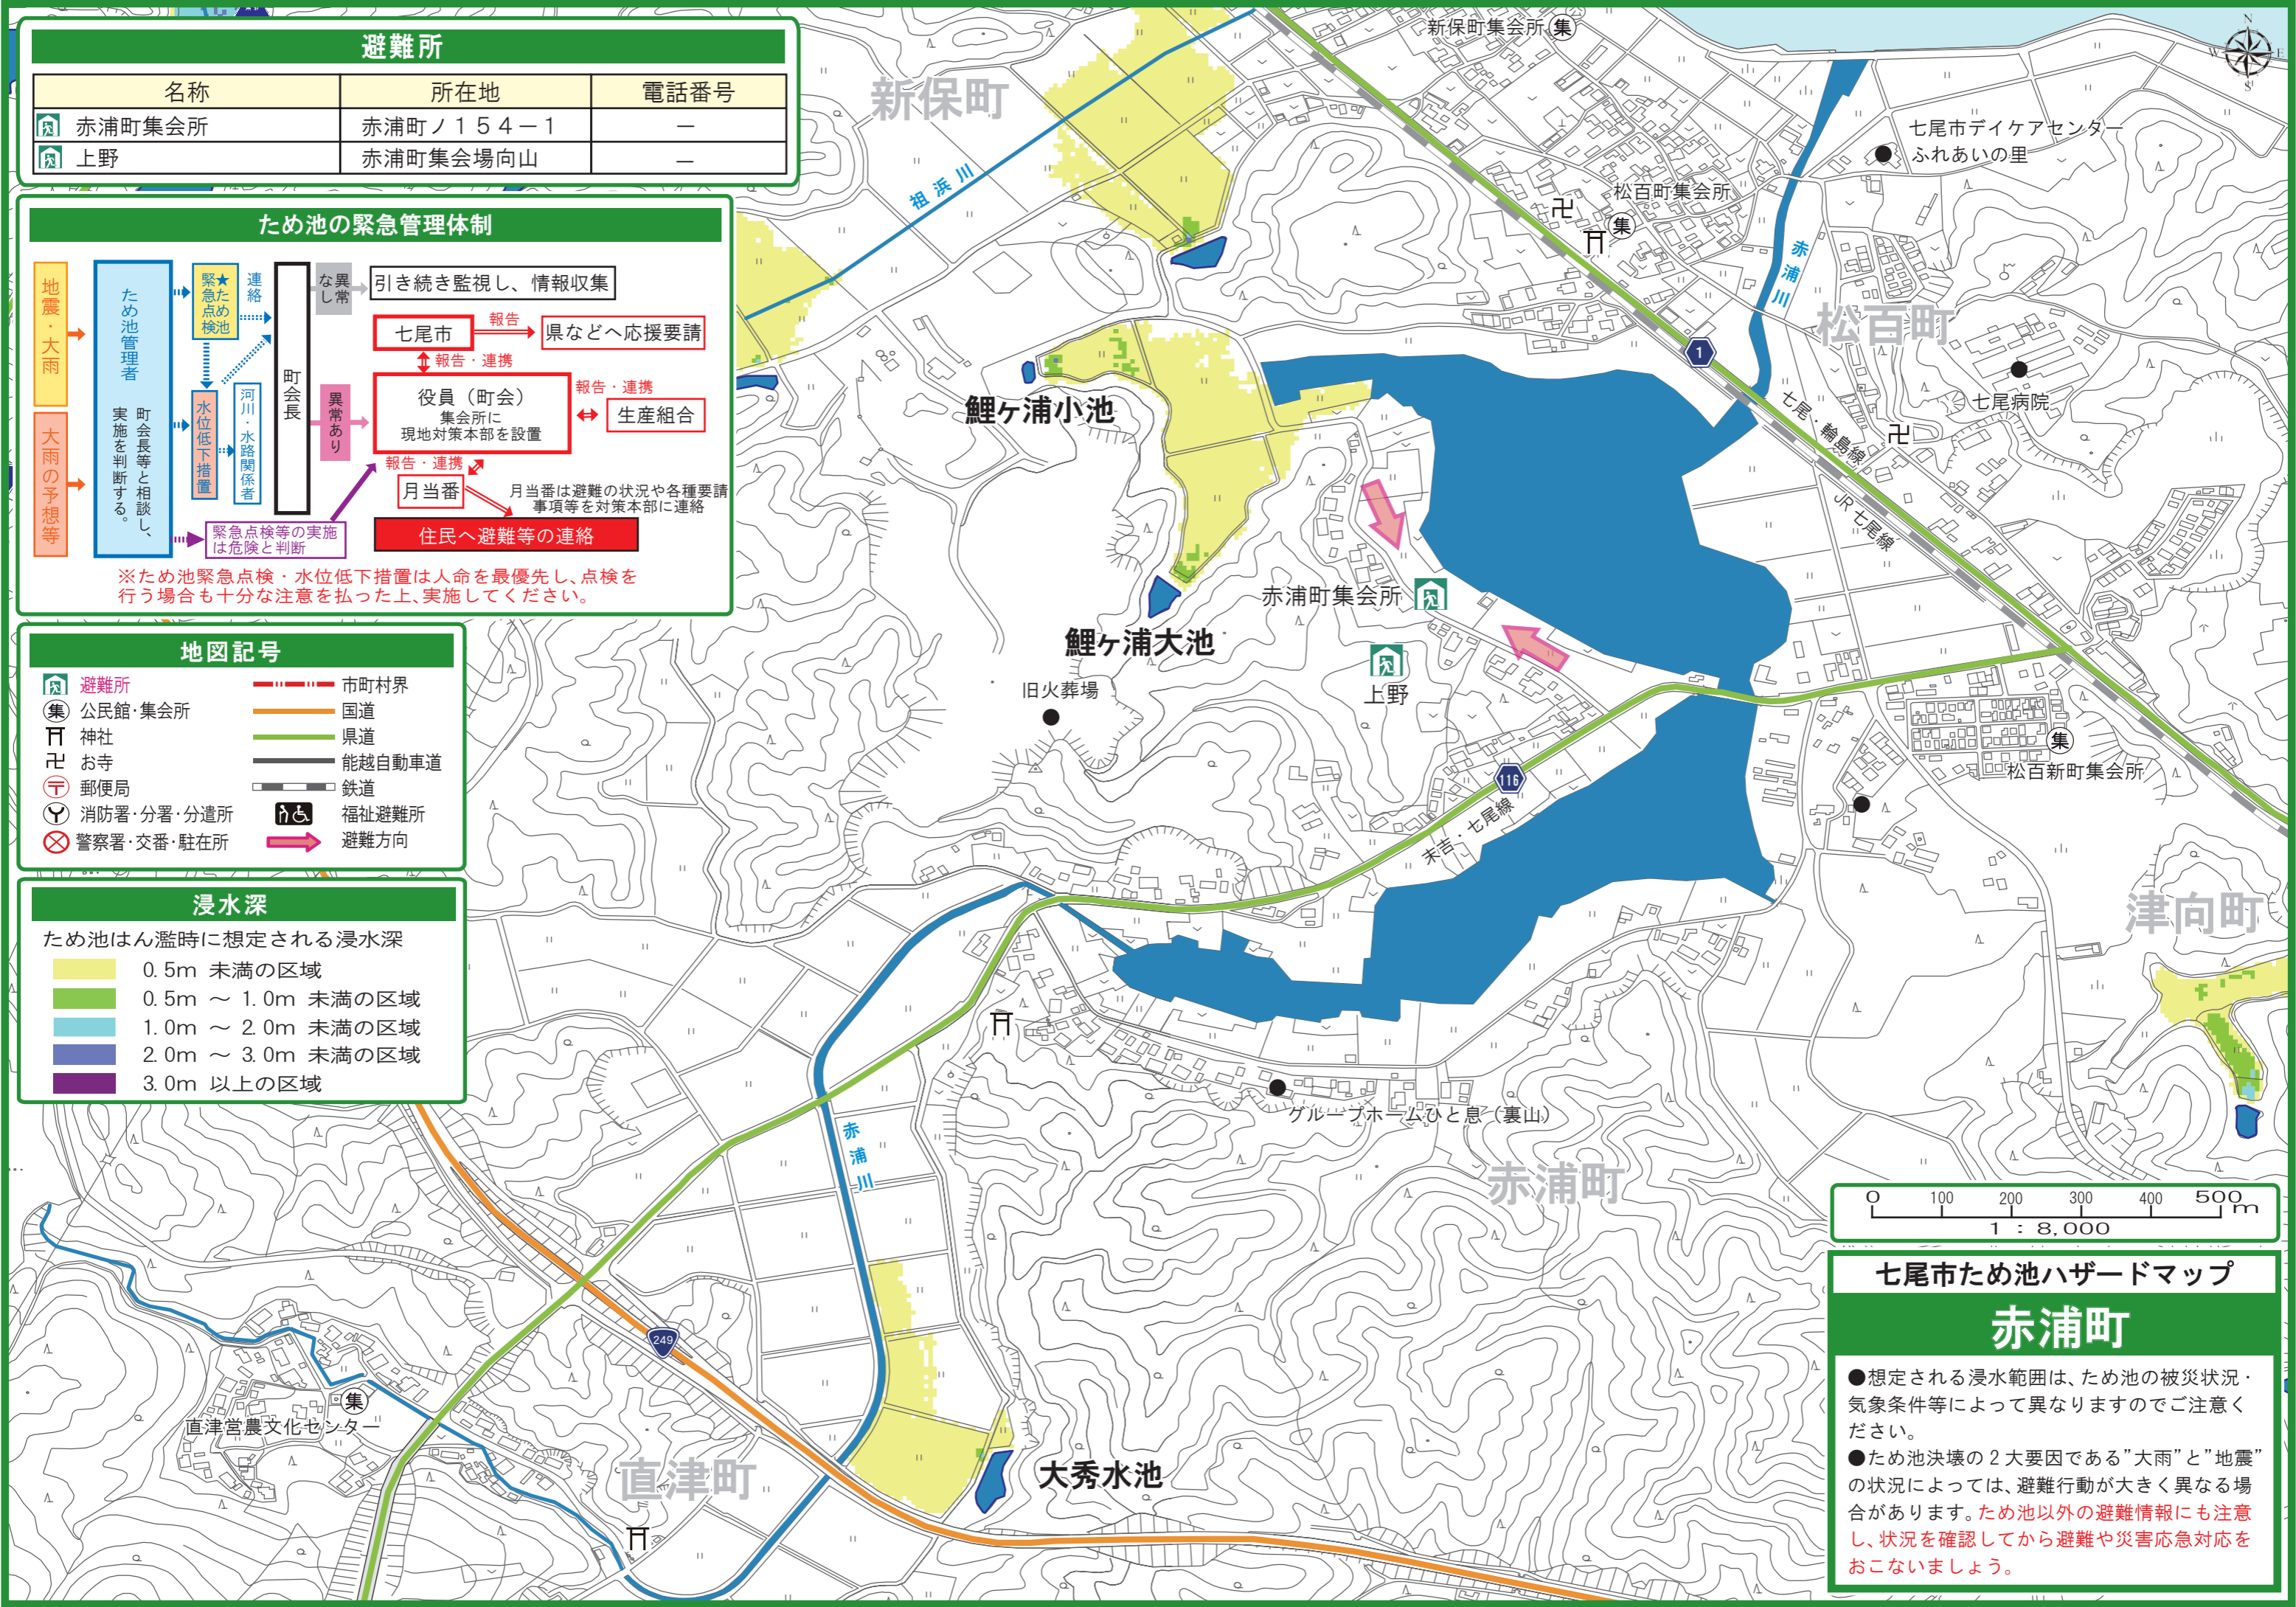 避難所
名称 所在地 電話番号
赤浦町集会所 赤浦町ノ154-1 -
上野 赤浦町集会場向山 -
ため池の緊急管理体制
地震・大雨
大雨の予想等
ため池管理者
町会長等と相談し、
実施を判断する。
★ため池
緊急点検
連絡
水位低下措置
河川・水路関係者
町会長
異常
なし
引き続き監視し、情報収集
異常あり
七尾市
報告
県などへ応援要請
報告・連携
役員(町会)
集会所に
現地対策本部を設置
報告・連携
生産組合
報告・連携
月当番
月当番は避難の状況や各種要請
事項等を対策本部に連絡
住民へ避難等の連絡
緊急点検等の実施
は危険と判断
※ため池緊急点検・水位低下措置は人命を最優先し、点検を
行う場合も十分な注意を払った上、実施してください。
地図記号
避難所
集 公民館・集会所
神社
お寺
郵便局
消防署・分署・分遣所
警察署・交番・駐在所
市町村界
国道
県道
能越自動車道
鉄道
福祉避難所
避難方向
浸水深
ため池はん濫時に想定される浸水深
0.5m 未満の区域
0.5m ～ 1.0m 未満の区域
1.0m ～ 2.0m 未満の区域
2.0m ～ 3.0m 未満の区域
3.0m 以上の区域
新保町集会所 集
新保町
祖浜川
七尾市デイケアセンター
ふれあいの里
松百町集会所
集
赤浦川
松百町
1
七尾病院
七尾・輪島線
JR七尾線
鯉ヶ浦小池
赤浦町集会所
鯉ヶ浦大池
上野
旧火葬場
116
末吉・七尾線
集
松百新町集会所
津向町
グループホームひと息(裏山)
赤浦川
赤浦町
249
集
直津営農文化センター
直津町
大秀水池
N
E
S
W
0 100 200 300 400 500
m
1 : 8,000
七尾市ため池ハザードマップ
赤浦町
●想定される浸水範囲は、ため池の被災状況・
気象条件等によって異なりますのでご注意く
ださい。
●ため池決壊の2大要因である"大雨"と"地震"
の状況によっては、避難行動が大きく異なる場
合があります。ため池以外の避難情報にも注意
し、状況を確認してから避難や災害応急対応を
おこないましょう。